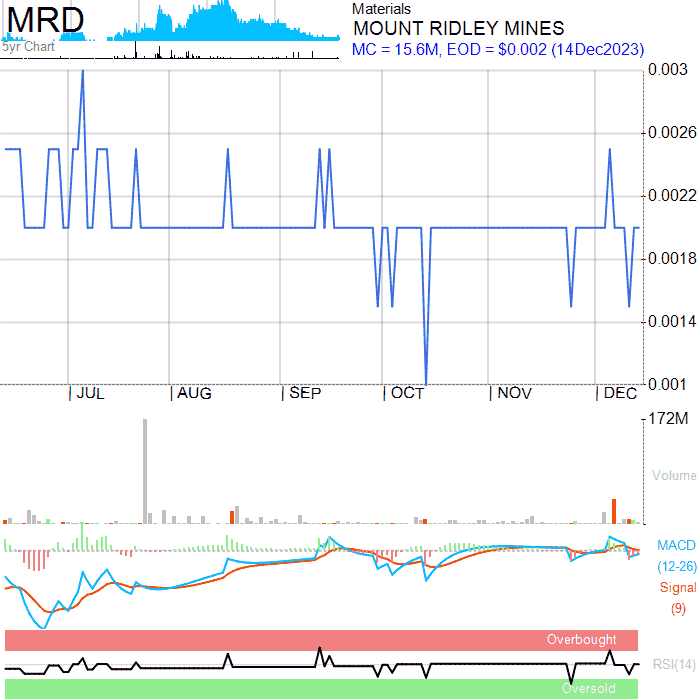 MRD
5yr Chart
Materials
MOUNT RIDLEY MINES
MC = 15.6M, EOD = $0.002 (14Dec2023)
0.003
0.0026
0.0022
0.0018
0.0014
0.001
JUL AUG SEP OCT NOV DEC
172M
Volume
MACD
(12-26)
Signal
(9)
Overbought
RSI(14)
Oversold